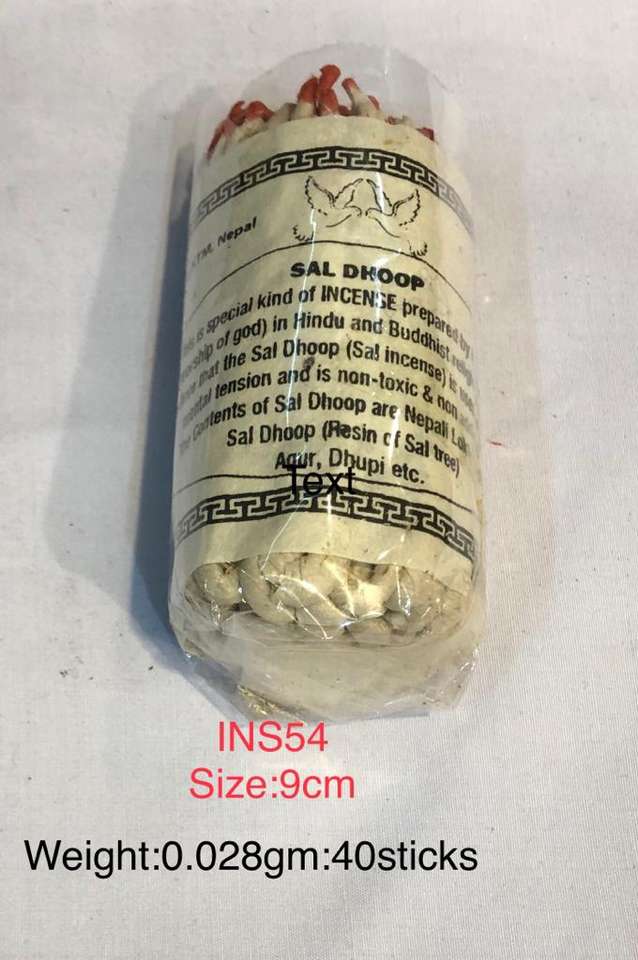 KTM, Nepal
SAL DHOOP
is special kind of INCENSE prepared by
worship of god) in Hindu and Buddhist
that the Sal Dhoop (Sal incense) is
tension and is non-toxic & non
Contents of Sal Dhoop are Nepali
Sal Dhoop (Resin of Sal tree)
Agur, Dhupi etc.
Text
INS54
Size:9cm
Weight:0.028gm:40sticks